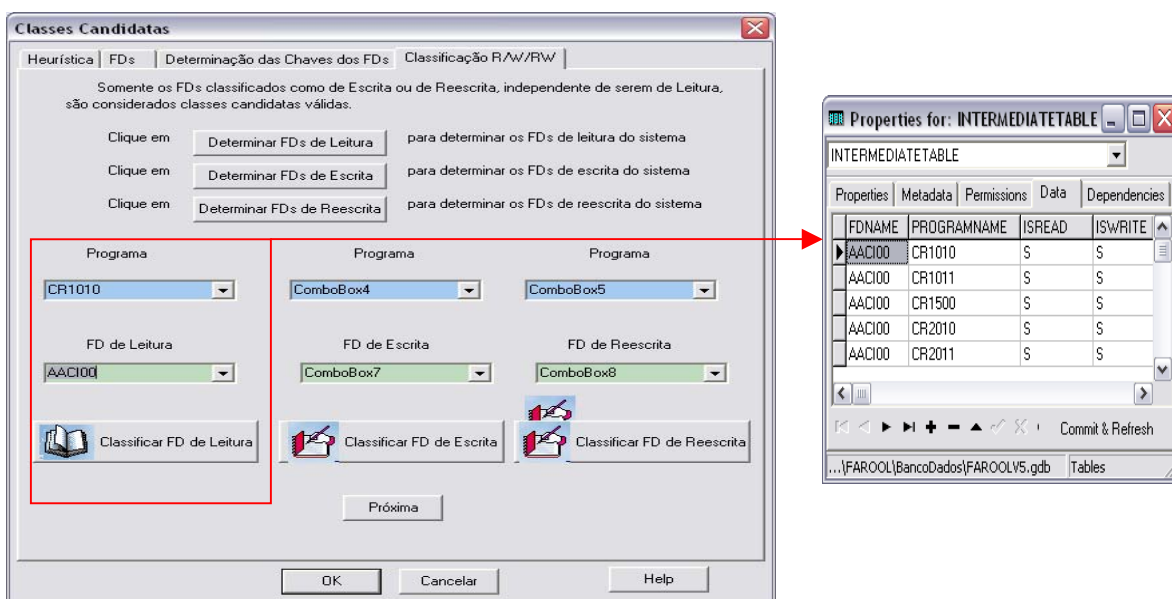 Classes Candidatas
Heurística FDs Determinação das Chaves dos FDs Classificação R/W/RW
Somente os FDs classificados como de Escrita ou de Reescrita, independente de serem de Leitura,
são considerados classes candidatas válidas.
Clique em Determinar FDs de Leitura para determinar os FDs de leitura do sistema
Clique em Determinar FDs de Escrita para determinar os FDs de escrita do sistema
Clique em Determinar FDs de Reescrita para determinar os FDs de reescrita do sistema
Programa Programa Programa
CR1010 ComboBox4 ComboBox5
FD de Leitura FD de Escrita FD de Reescrita
AACI00 ComboBox7 ComboBox8
Classificar FD de Leitura Classificar FD de Escrita Classificar FD de Reescrita
Próxima
OK Cancelar Help
Properties for: INTERMEDIATETABLE
INTERMEDIATETABLE
Properties Metadata Permissions Data Dependencies
FDNAME PROGRAMNAME ISREAD ISWRITE
AACI00 CR1010 S S
AACI00 CR1011 S S
AACI00 CR1500 S S
AACI00 CR2010 S S
AACI00 CR2011 S S
Commit & Refresh
...\FAROOL\BancoDados\FAROOLV5.gdb Tables